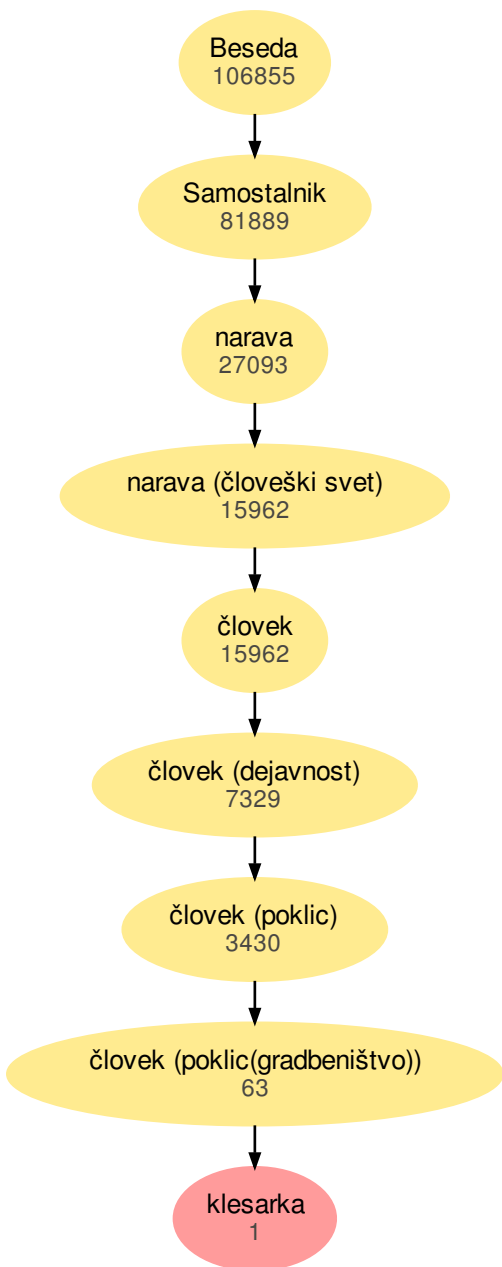 Beseda
106855
Samostalnik
81889
narava
27093
narava (človeški svet)
15962
človek
15962
človek (dejavnost)
7329
človek (poklic)
3430
človek (poklic(gradbeništvo))
63
klesarka
1